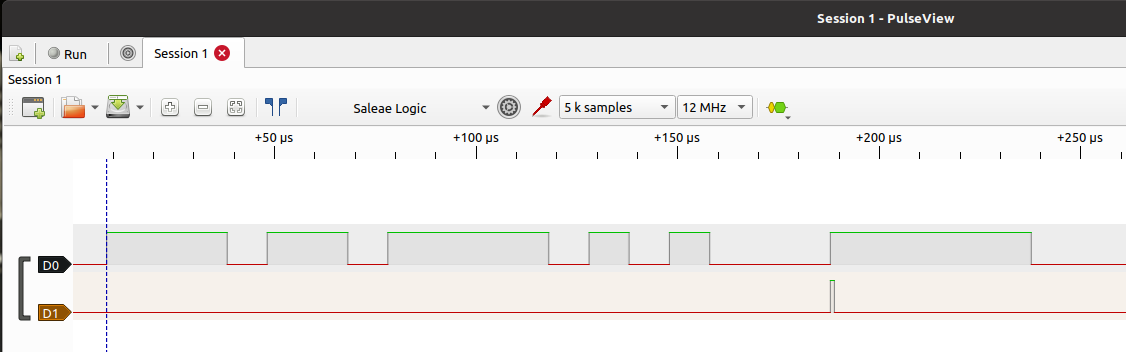 Session 1 - PulseView
Run
Session 1
Session 1
Saleae Logic
5 k samples
12 MHz
+50 µs +100 µs +150 µs +200 µs +250 µs
D0
D1